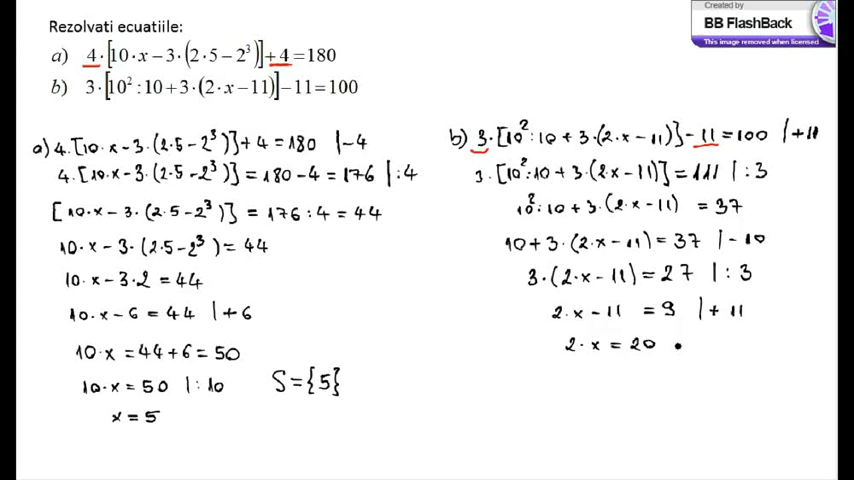 Created by
BB FlashBack
This image removed when licensed
Rezolvati ecuatiile:
a) 4·[10·x−3·(2·5−2³)]+4=180
b) 3·[10²:10+3·(2·x−11)]−11=100
a) 4·[10·x−3·(2·5−2³)]+4=180 |−4
4·[10·x−3·(2·5−2³)]=180−4=176 |:4
[10·x−3·(2·5−2³)]=176:4=44
10·x−3·(2·5−2³)=44
10·x−3·2=44
10·x−6=44 |+6
10·x=44+6=50
10·x=50 |:10
x=5
S={5}
b) 3·[10²:10+3·(2·x−11)]−11=100 |+11
3·[10²:10+3·(2·x−11)]=111 |:3
10²:10+3·(2·x−11)=37
10+3·(2·x−11)=37 |−10
3·(2·x−11)=27 |:3
2·x−11=9 |+11
2·x=20